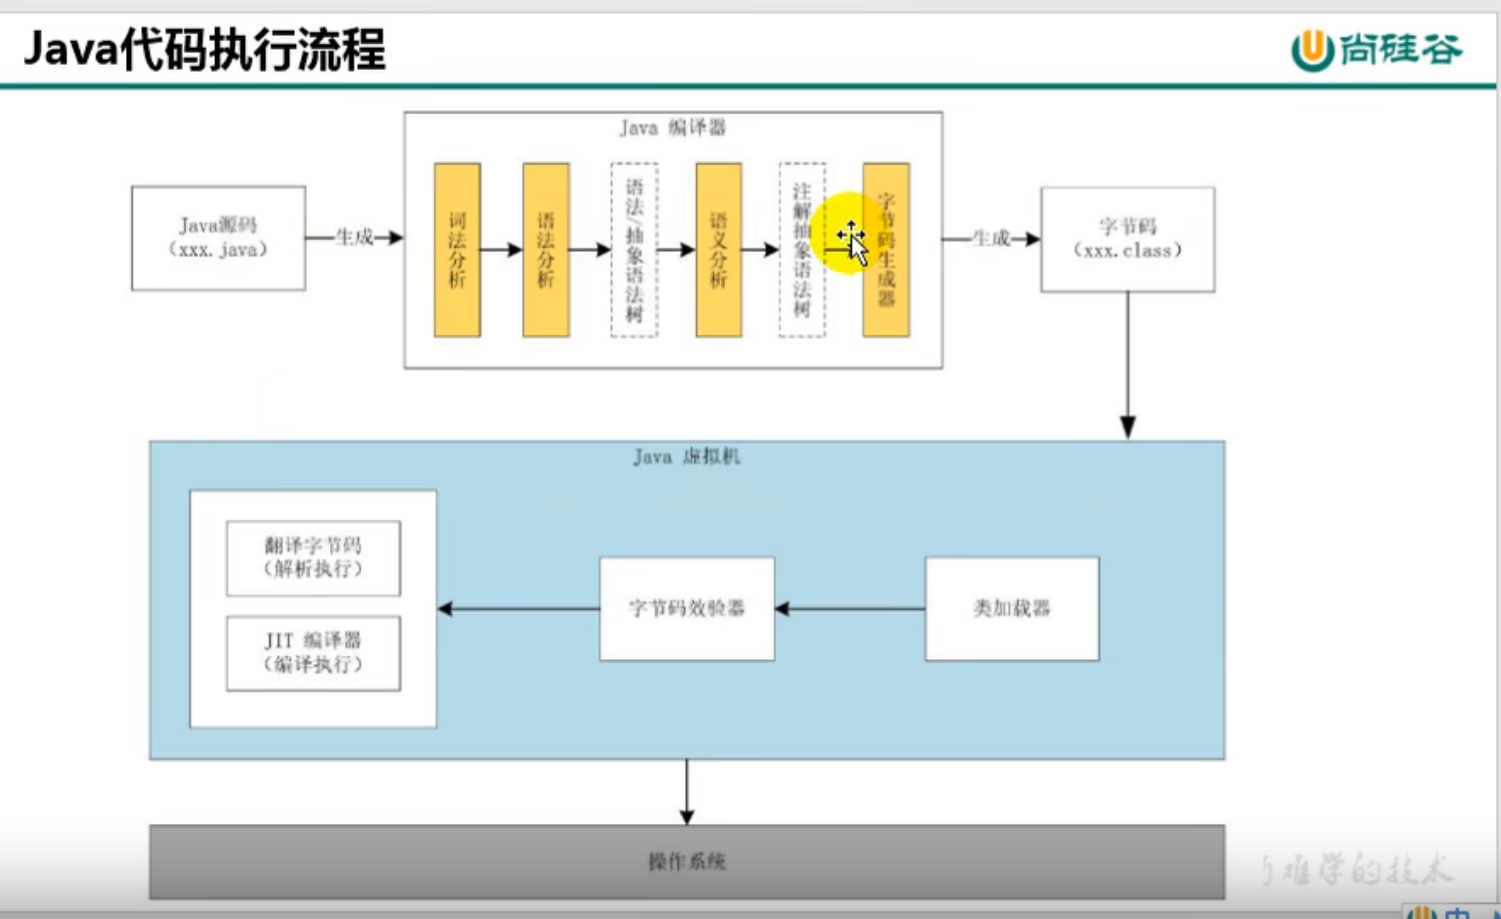 Java代码执行流程
尚硅谷
Java 编译器
Java源码
(xxx.java)
生成
词法分析
语法分析
语法/抽象语法树
语义分析
注解抽象语法树
字节码生成器
生成
字节码
(xxx.class)
Java 虚拟机
翻译字节码
(解析执行)
JIT 编译器
(编译执行)
字节码效验器
类加载器
操作系统
难学的技术
中